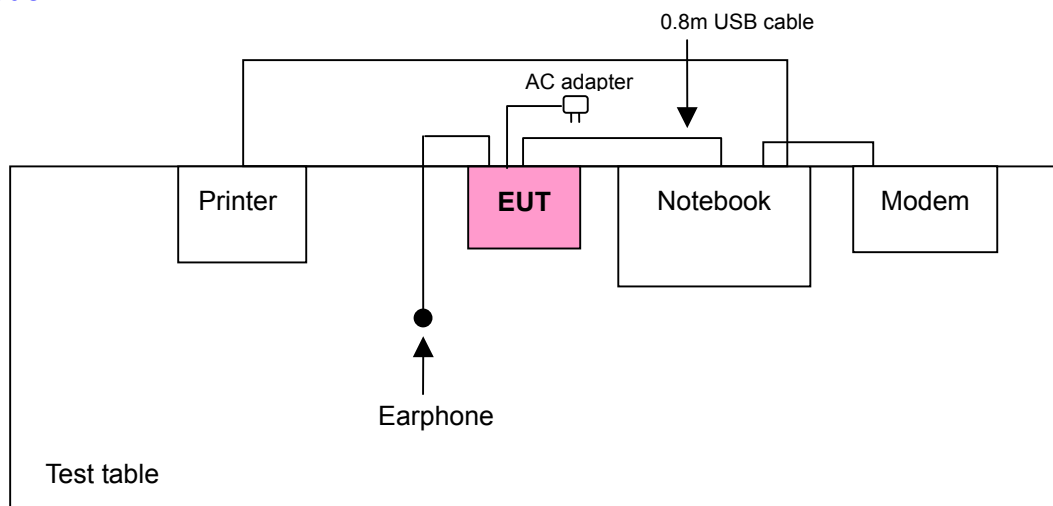 0.8m USB cable
AC adapter
Printer
EUT
Notebook
Modem
Earphone
Test table